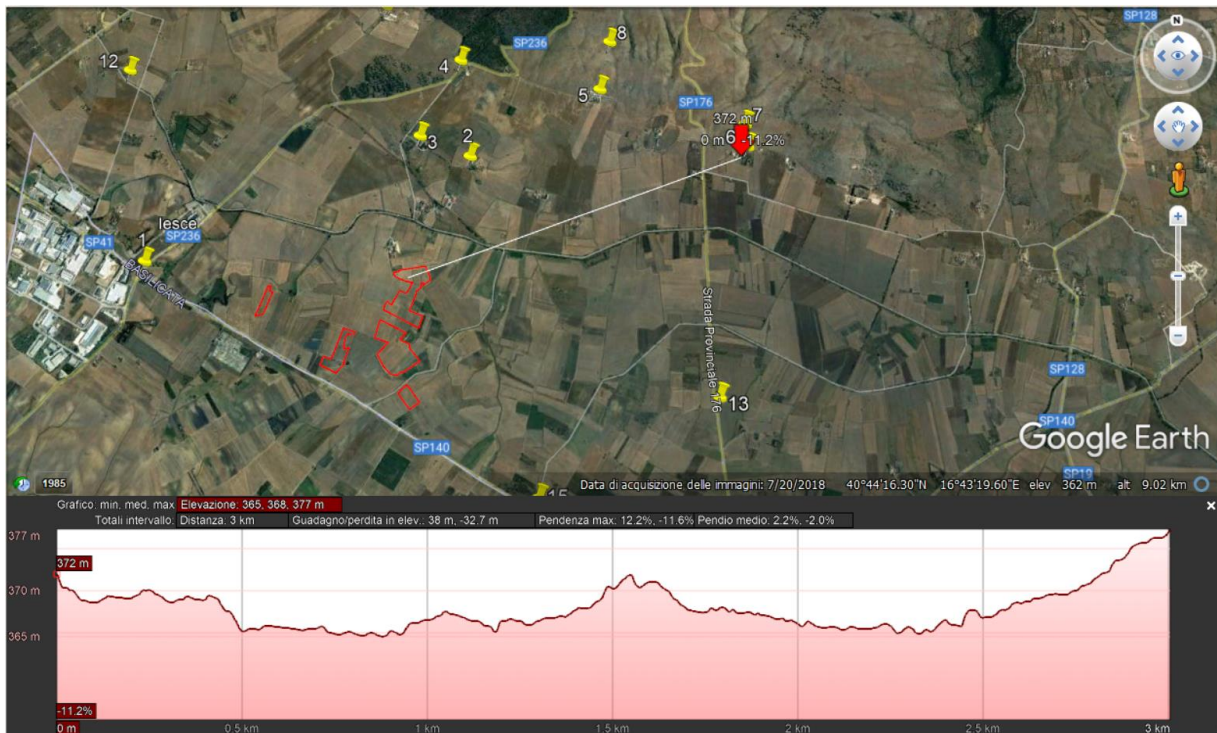 SP128
N
SP236
12
4
8
5
SP176
7
372 m
0 m 6 -11.2%
3
2
Iesce
SP236
SP41
1
BASILICATA
Strada Provinciale 176
SP128
13
SP140
SP140
Google Earth
SP19
15
1985
Data di acquisizione delle immagini: 7/20/2018 40°44'16.30"N 16°43'19.60"E elev 362 m alt 9.02 km
Grafico: min. med. max Elevazione: 365, 368, 377 m
Totali intervallo: Distanza: 3 km Guadagno/perdita in elev.: 38 m, -32.7 m Pendenza max: 12.2%, -11.6% Pendio medio: 2.2%, -2.0%
377 m
372 m
370 m
365 m
-11.2%
0 m 0.5 km 1 km 1.5 km 2 km 2.5 km 3 km